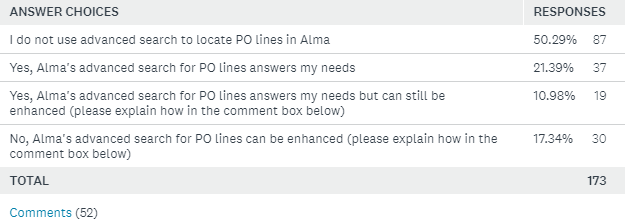 ANSWER CHOICES RESPONSES
I do not use advanced search to locate PO lines in Alma 50.29% 87
Yes, Alma's advanced search for PO lines answers my needs 21.39% 37
Yes, Alma's advanced search for PO lines answers my needs but can still be 10.98% 19
enhanced (please explain how in the comment box below)
No, Alma's advanced search for PO lines can be enhanced (please explain how in the 17.34% 30
comment box below)
TOTAL 173
Comments (52)